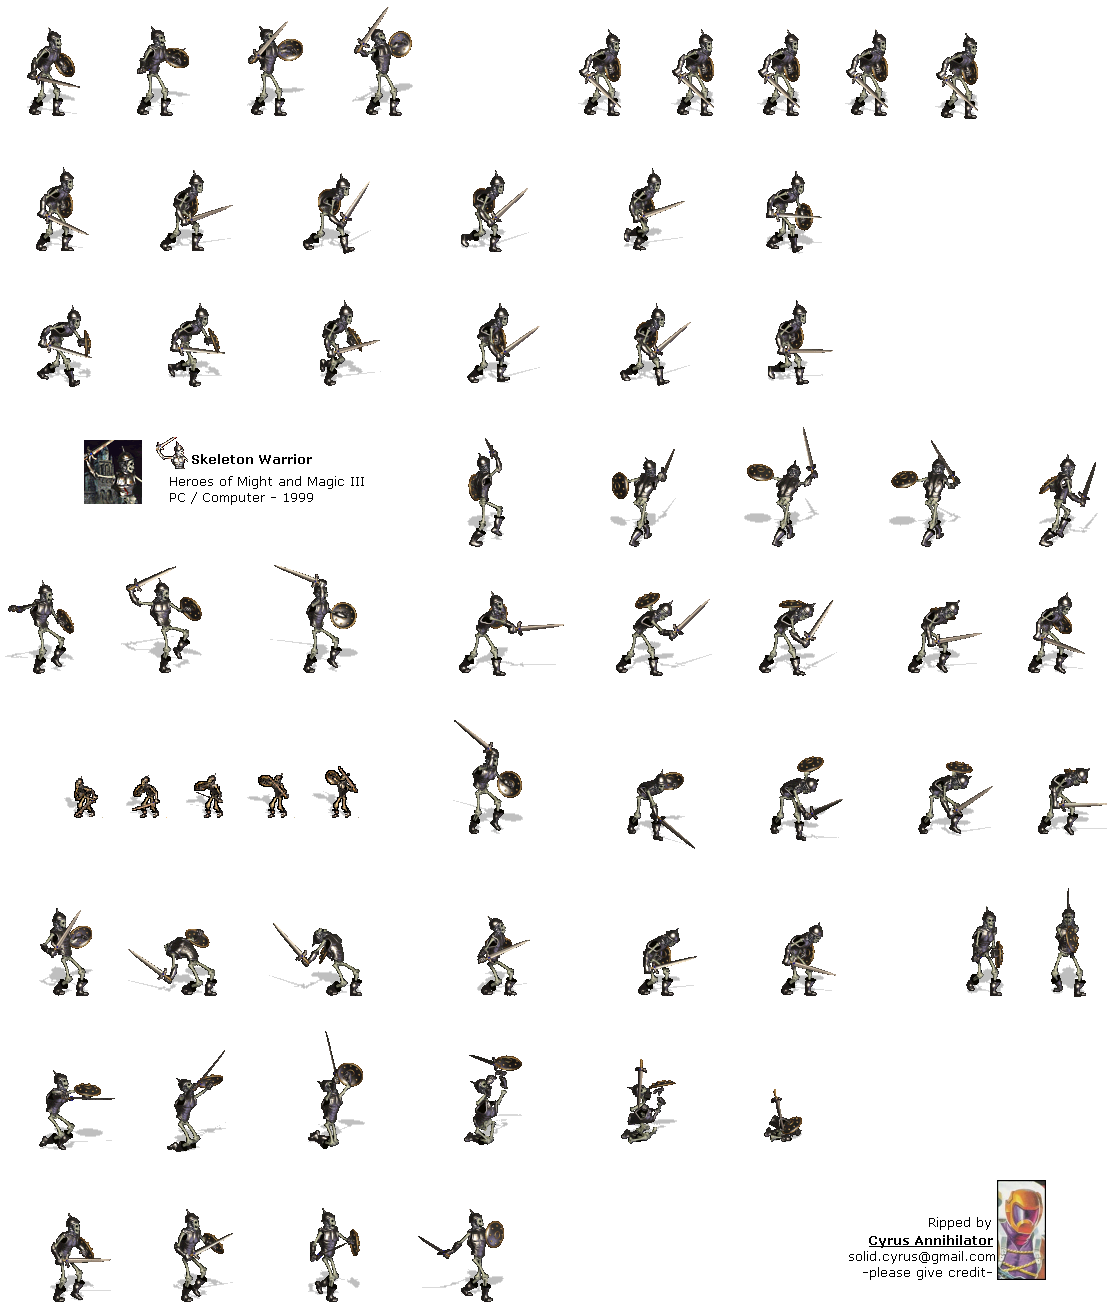 Skeleton Warrior
Heroes of Might and Magic III
PC / Computer - 1999
Ripped by
Cyrus Annihilator
solid.cyrus@gmail.com
-please give credit-